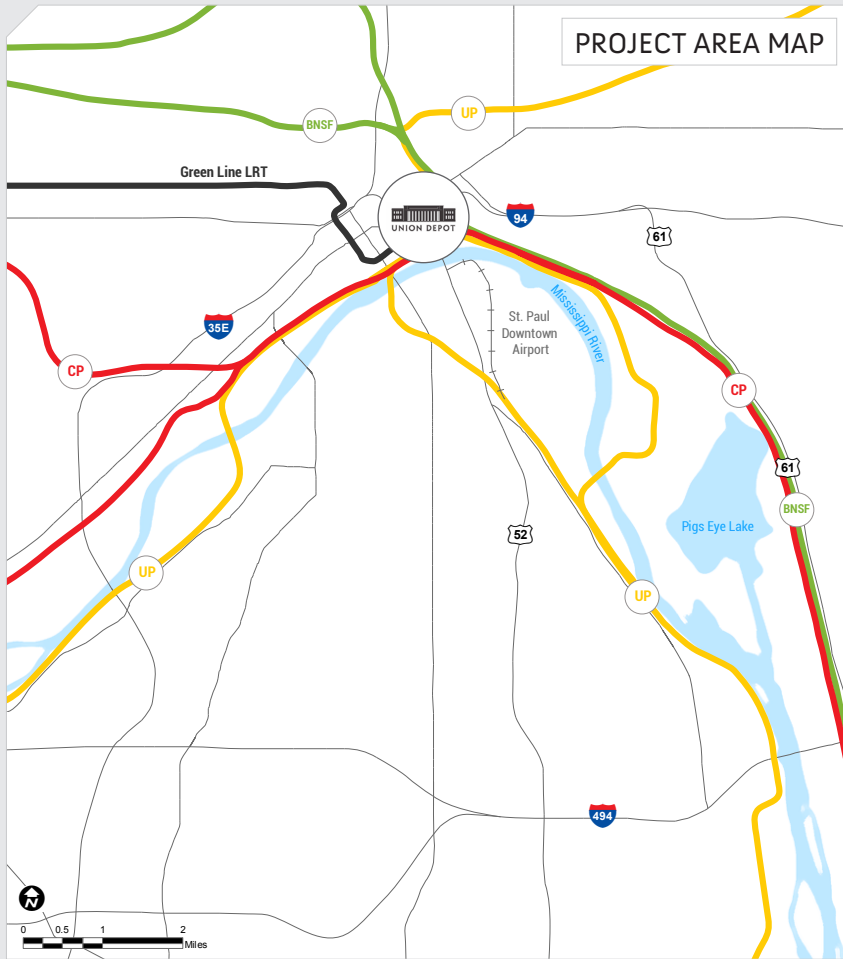 PROJECT AREA MAP
UP
BNSF
Green Line LRT
UNION DEPOT
94
61
Mississippi River
St. Paul
Downtown
Airport
35E
CP
CP
61
BNSF
Pigs Eye Lake
52
UP
UP
494
N
0 0.5 1 2
Miles